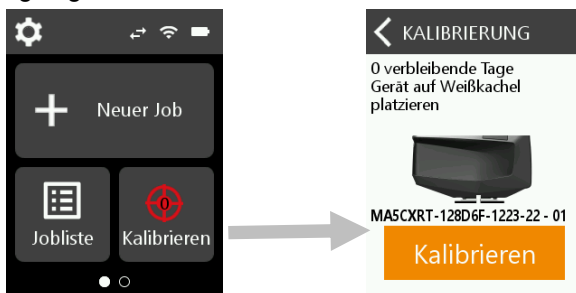 Neuer Job
Jobliste
0
Kalibrieren
KALIBRIERUNG
0 verbleibende Tage
Gerät auf Weißkachel
platzieren
MA5CXRT-128D6F-1223-22 - 01
Kalibrieren